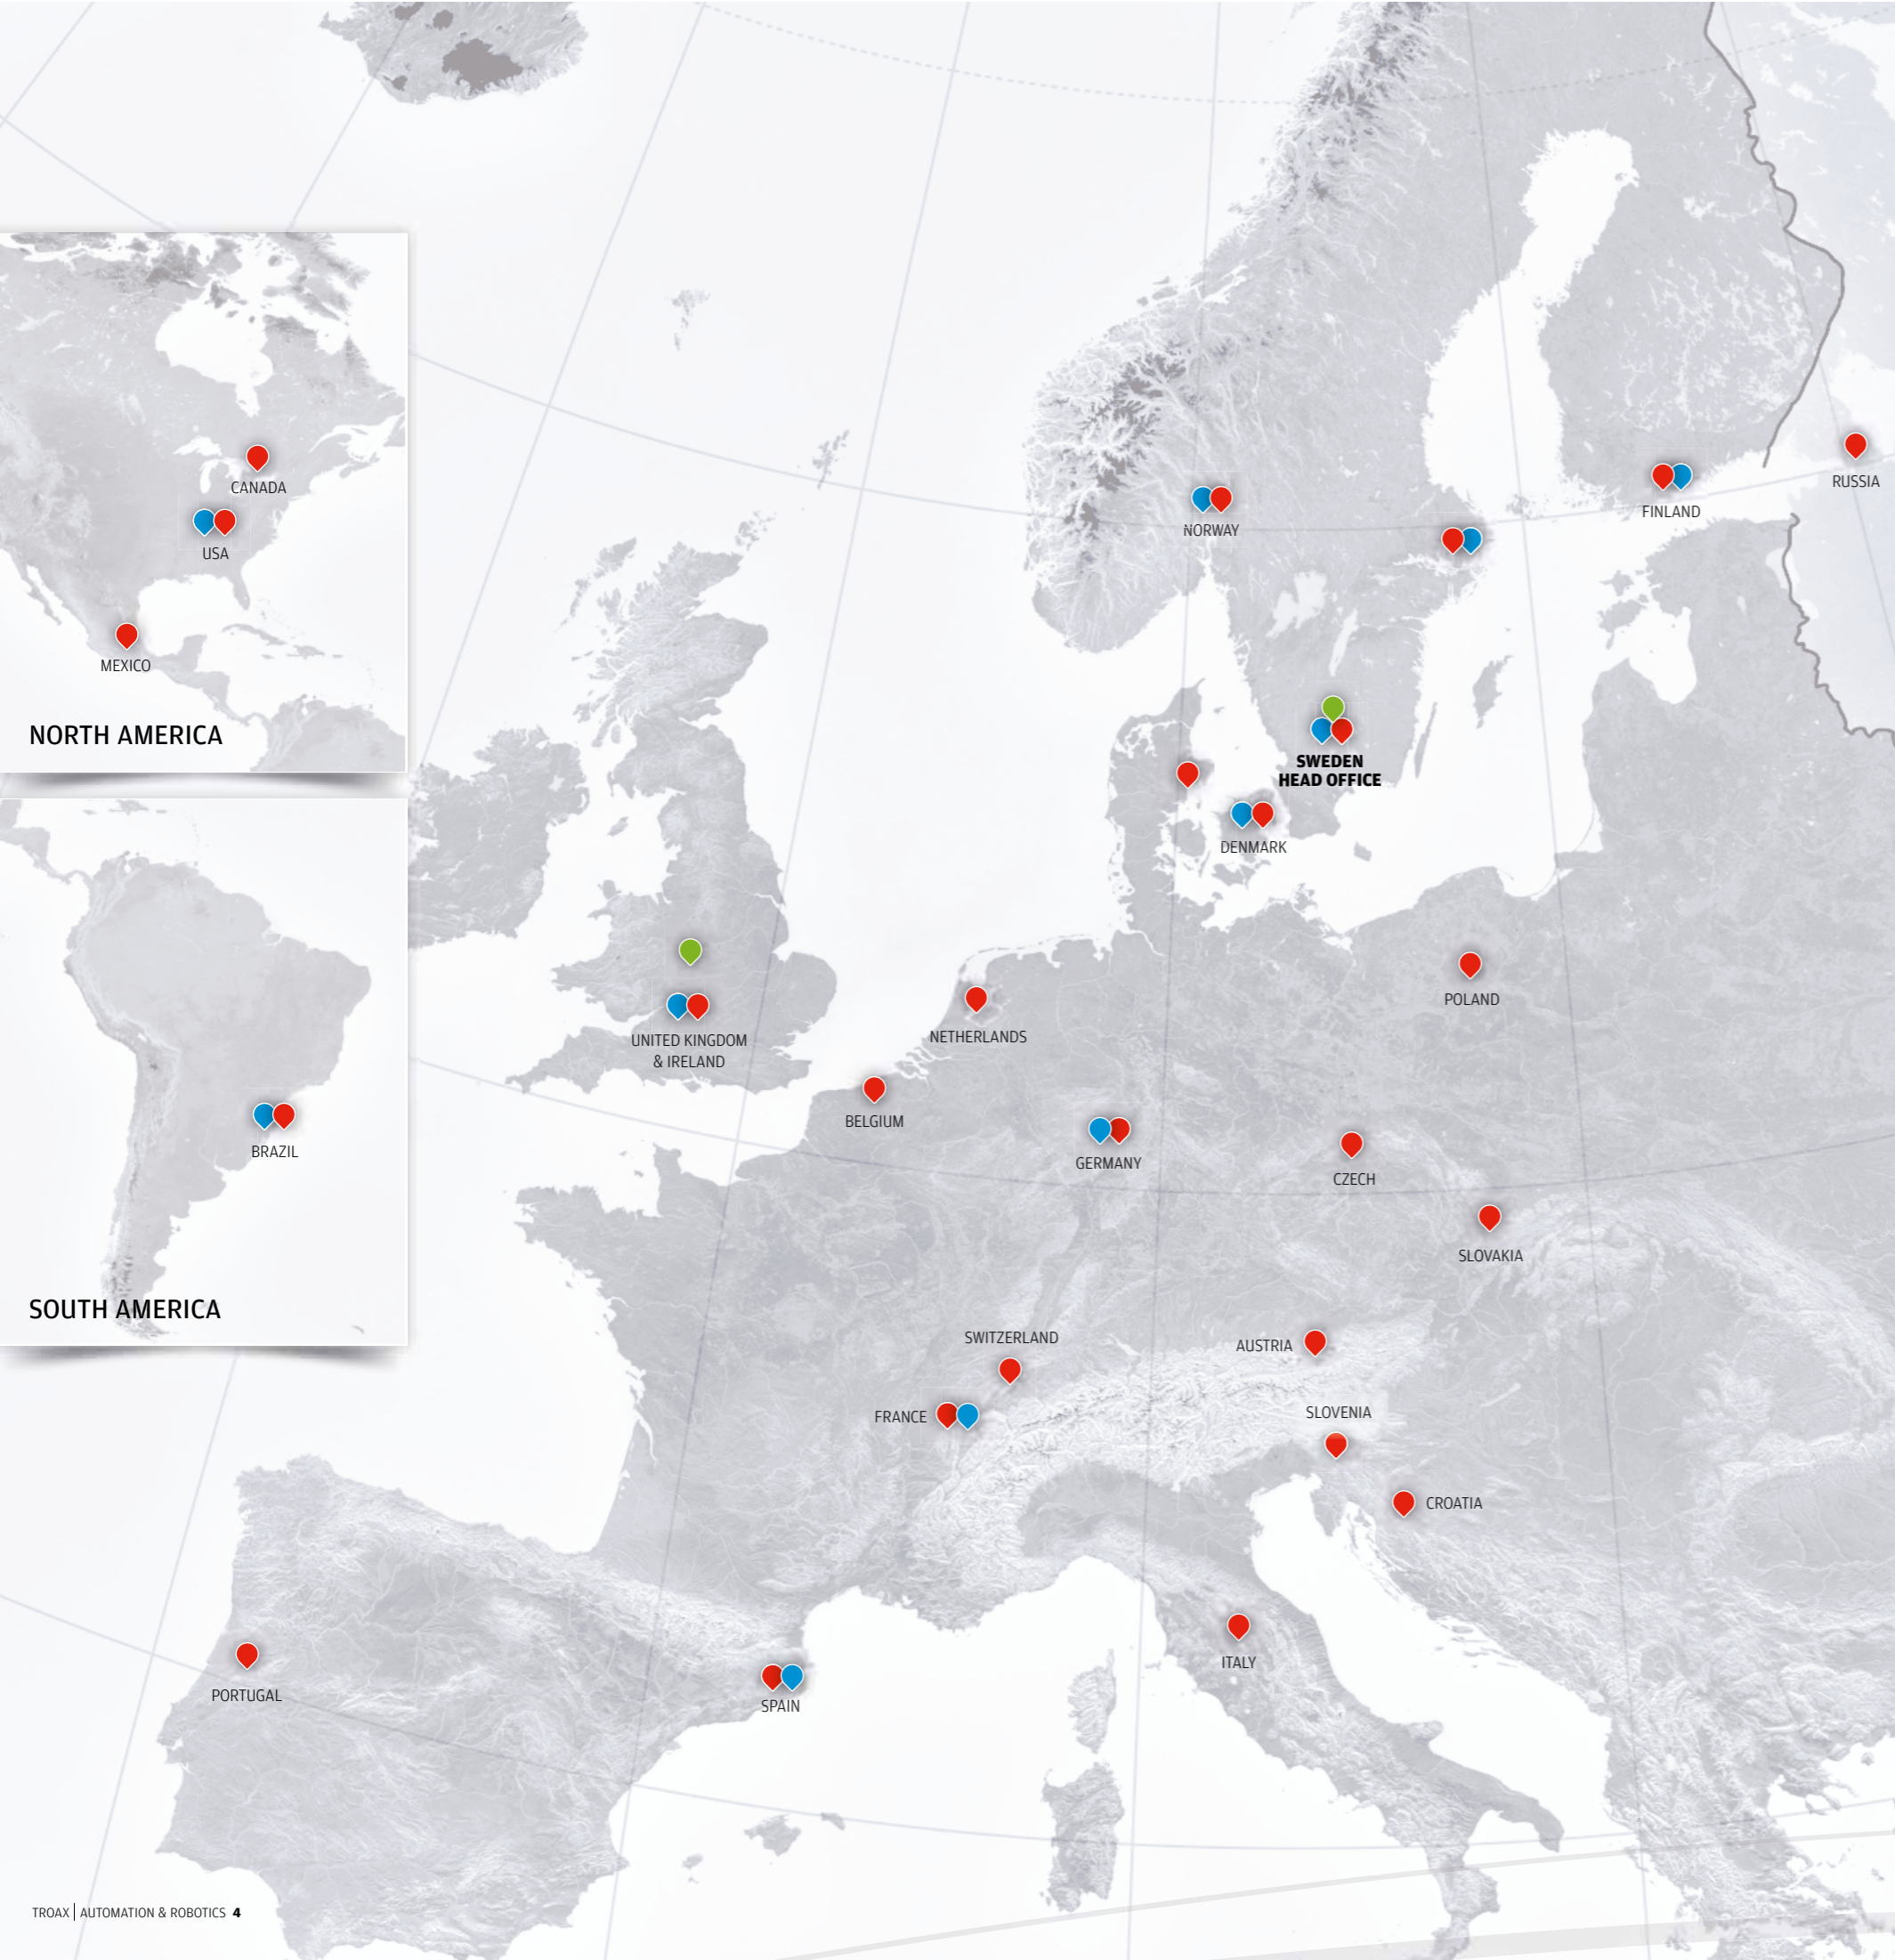 CANADA
USA
MEXICO
NORTH AMERICA
BRAZIL
SOUTH AMERICA
NORWAY
FINLAND
RUSSIA
SWEDEN
HEAD OFFICE
DENMARK
UNITED KINGDOM
& IRELAND
NETHERLANDS
POLAND
BELGIUM
GERMANY
CZECH
SLOVAKIA
SWITZERLAND
AUSTRIA
FRANCE
SLOVENIA
CROATIA
ITALY
PORTUGAL
SPAIN
TROAX | AUTOMATION & ROBOTICS 4